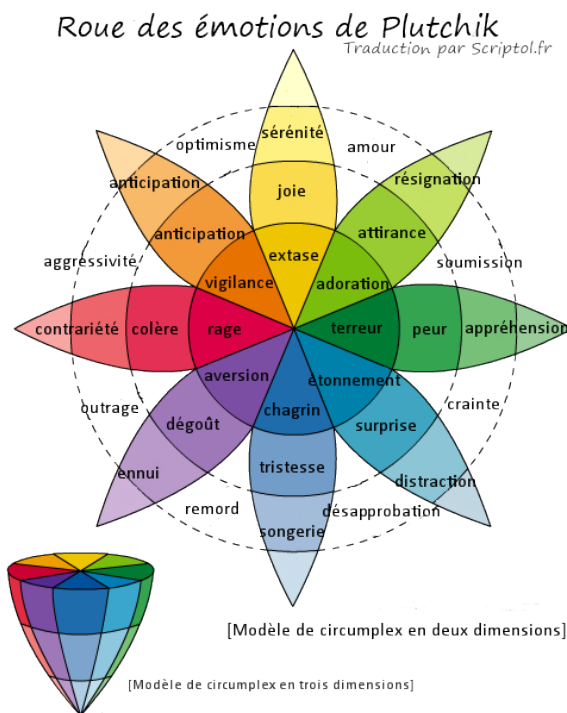 Roue des émotions de Plutchik
Traduction par Scriptol.fr
optimisme
sérénité
amour
anticipation
joie
résignation
anticipation
attirance
aggressivité
extase
soumission
vigilance
adoration
contrariété
colère
rage
terreur
peur
appréhension
aversion
étonnement
outrage
chagrin
crainte
dégoût
surprise
ennui
tristesse
distraction
remord
désapprobation
songerie
[Modèle de circumplex en deux dimensions]
[Modèle de circumplex en trois dimensions]